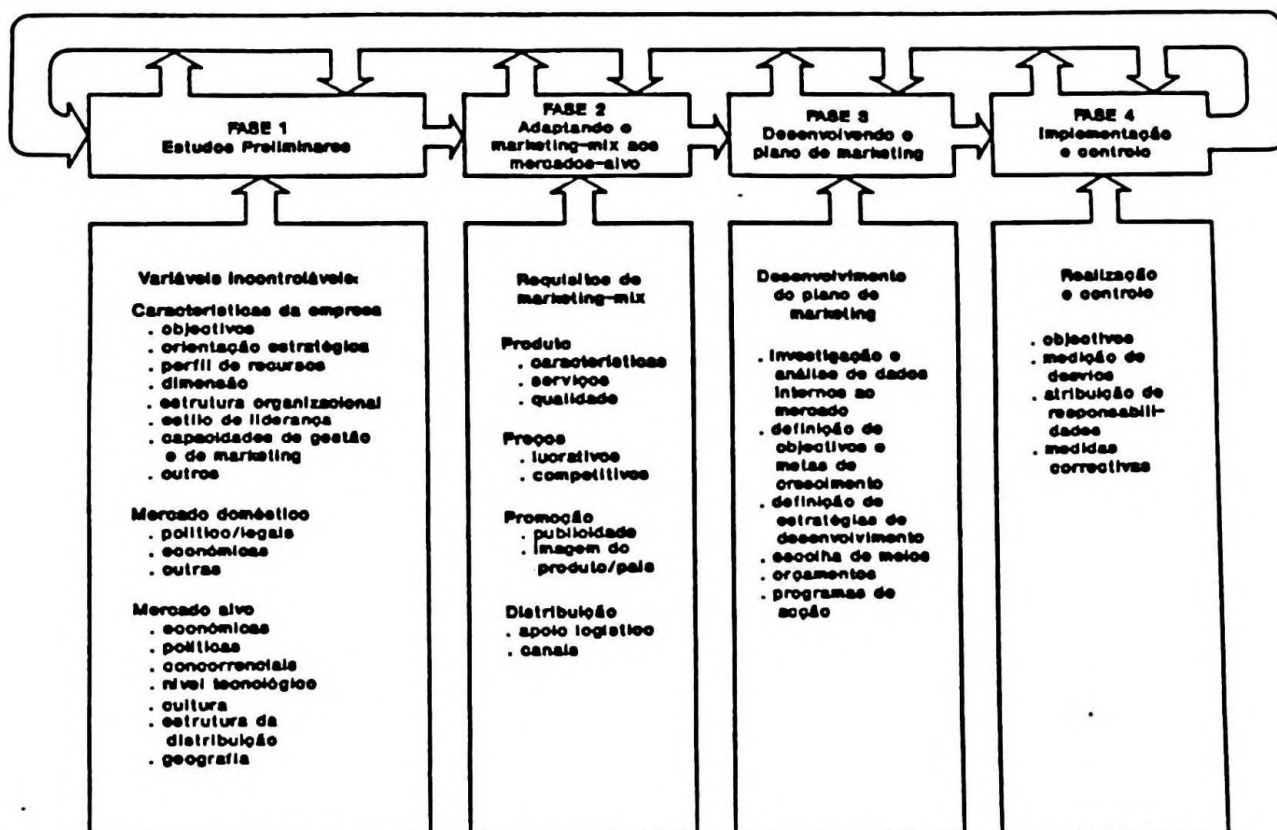 FASE 1
Estudos Preliminares
FASE 2
Adaptando o
marketing-mix aos
mercados-alvo
FASE 3
Desenvolvendo o
plano de marketing
FASE 4
Implementação
e controlo
Variáveis incontroláveis:
Características da empresa
. objectivos
. orientação estratégica
. perfil de recursos
. dimensão
. estrutura organizacional
. estilo de liderança
. capacidades de gestão
e de marketing
. outros
Mercado doméstico
. político/legais
. económicas
. outras
Mercado alvo
. económicas
. políticas
. concorrenciais
. nível tecnológico
. cultura
. estrutura da
distribuição
. geografia
Requisitos de
marketing-mix
Produto
. características
. serviços
. qualidade
Preços
. lucrativos
. competitivos
Promoção
. publicidade
. imagem do
produto/país
Distribuição
. apoio logístico
. canais
Desenvolvimento
do plano de
marketing
. investigação e
análise de dados
internos ao
mercado
. definição de
objectivos e
metas de
crescimento
. definição de
estratégias de
desenvolvimento
. escolha de meios
. orçamentos
. programas de
acção
Realização
e controlo
. objectivos
. medição de
desvios
. atribuição de
responsabili-
dades
. medidas
correctivas